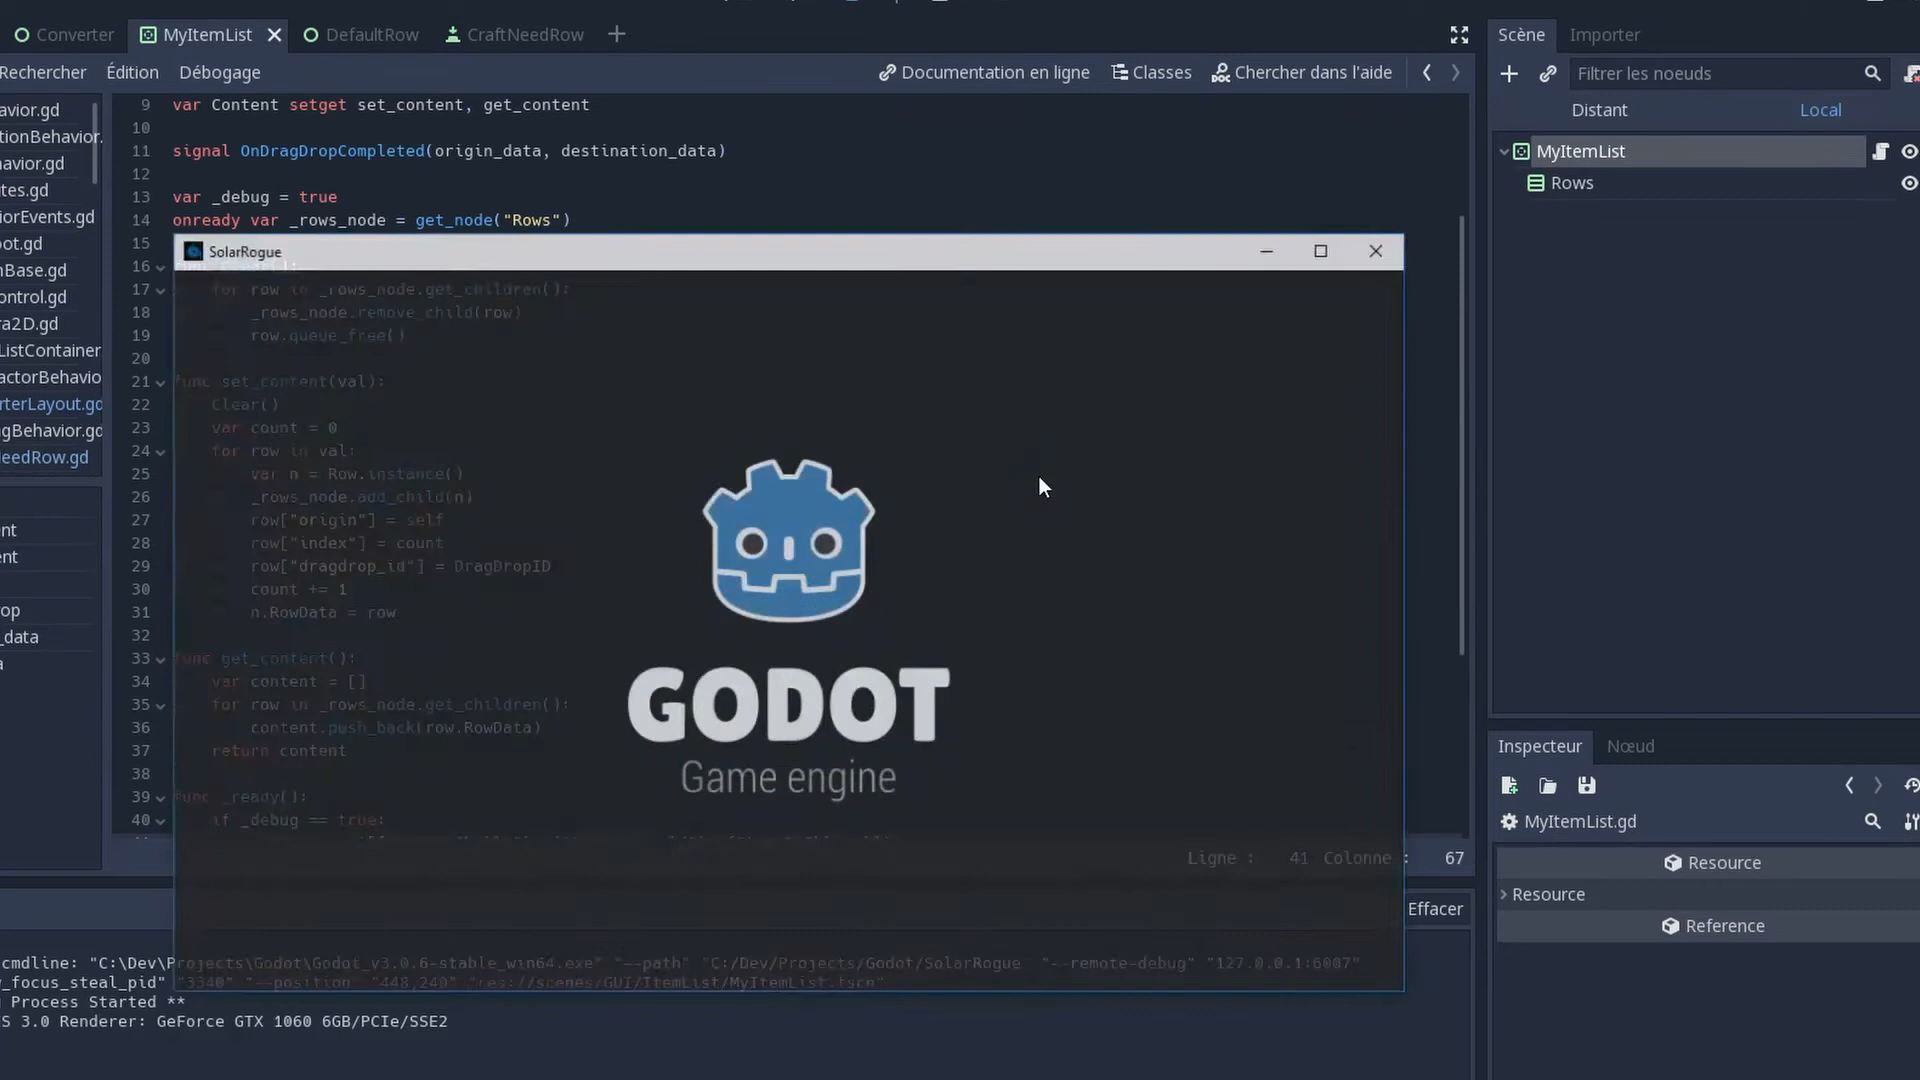 Converter
MyItemList
DefaultRow
CraftNeedRow
Rechercher
Édition
Débogage
Documentation en ligne
Classes
Chercher dans l'aide
avior.gd
tionBehavior.
navior.gd
tes.gd
iorEvents.gd
oot.gd
nBase.gd
ontrol.gd
ra2D.gd
ListContainer
actorBehavio
rterLayout.gd
gBehavior.gd
leedRow.gd
nt
ent
op
_data
9 var Content setget set_content, get_content
10
11 signal OnDragDropCompleted(origin_data, destination_data)
12
13 var _debug = true
14 onready var _rows_node = get_node("Rows")
15
SolarRogue
16 func Clear():
17 for row in _rows_node.get_children():
18 _rows_node.remove_child(row)
19 row.queue_free()
20
21 func set_content(val):
22 Clear()
23 var count = 0
24 for row in val:
25 var n = Row.instance()
26 _rows_node.add_child(n)
27 row["origin"] = self
28 row["index"] = count
29 row["dragdrop_id"] = DragDropID
30 count += 1
31 n.RowData = row
32
33 func get_content():
34 var content = []
35 for row in _rows_node.get_children():
36 content.push_back(row.RowData)
37 return content
38
39 func _ready():
40 if _debug == true:
GODOT
Game engine
Ligne : 41 Colonne : 67
Effacer
cmdline: "C:\Dev\Projects\Godot\Godot_v3.0.6-stable_win64.exe" "--path" "C:/Dev/Projects/Godot/SolarRogue" "--remote-debug" "127.0.0.1:6007"
_focus_steal_pid" "3340" "--position" "448,240" "res://scenes/GUI/ItemList/MyItemList.tscn"
Process Started **
S 3.0 Renderer: GeForce GTX 1060 6GB/PCIe/SSE2
Scène
Importer
Filtrer les noeuds
Distant
Local
MyItemList
Rows
Inspecteur
Nœud
MyItemList.gd
Resource
Resource
Reference